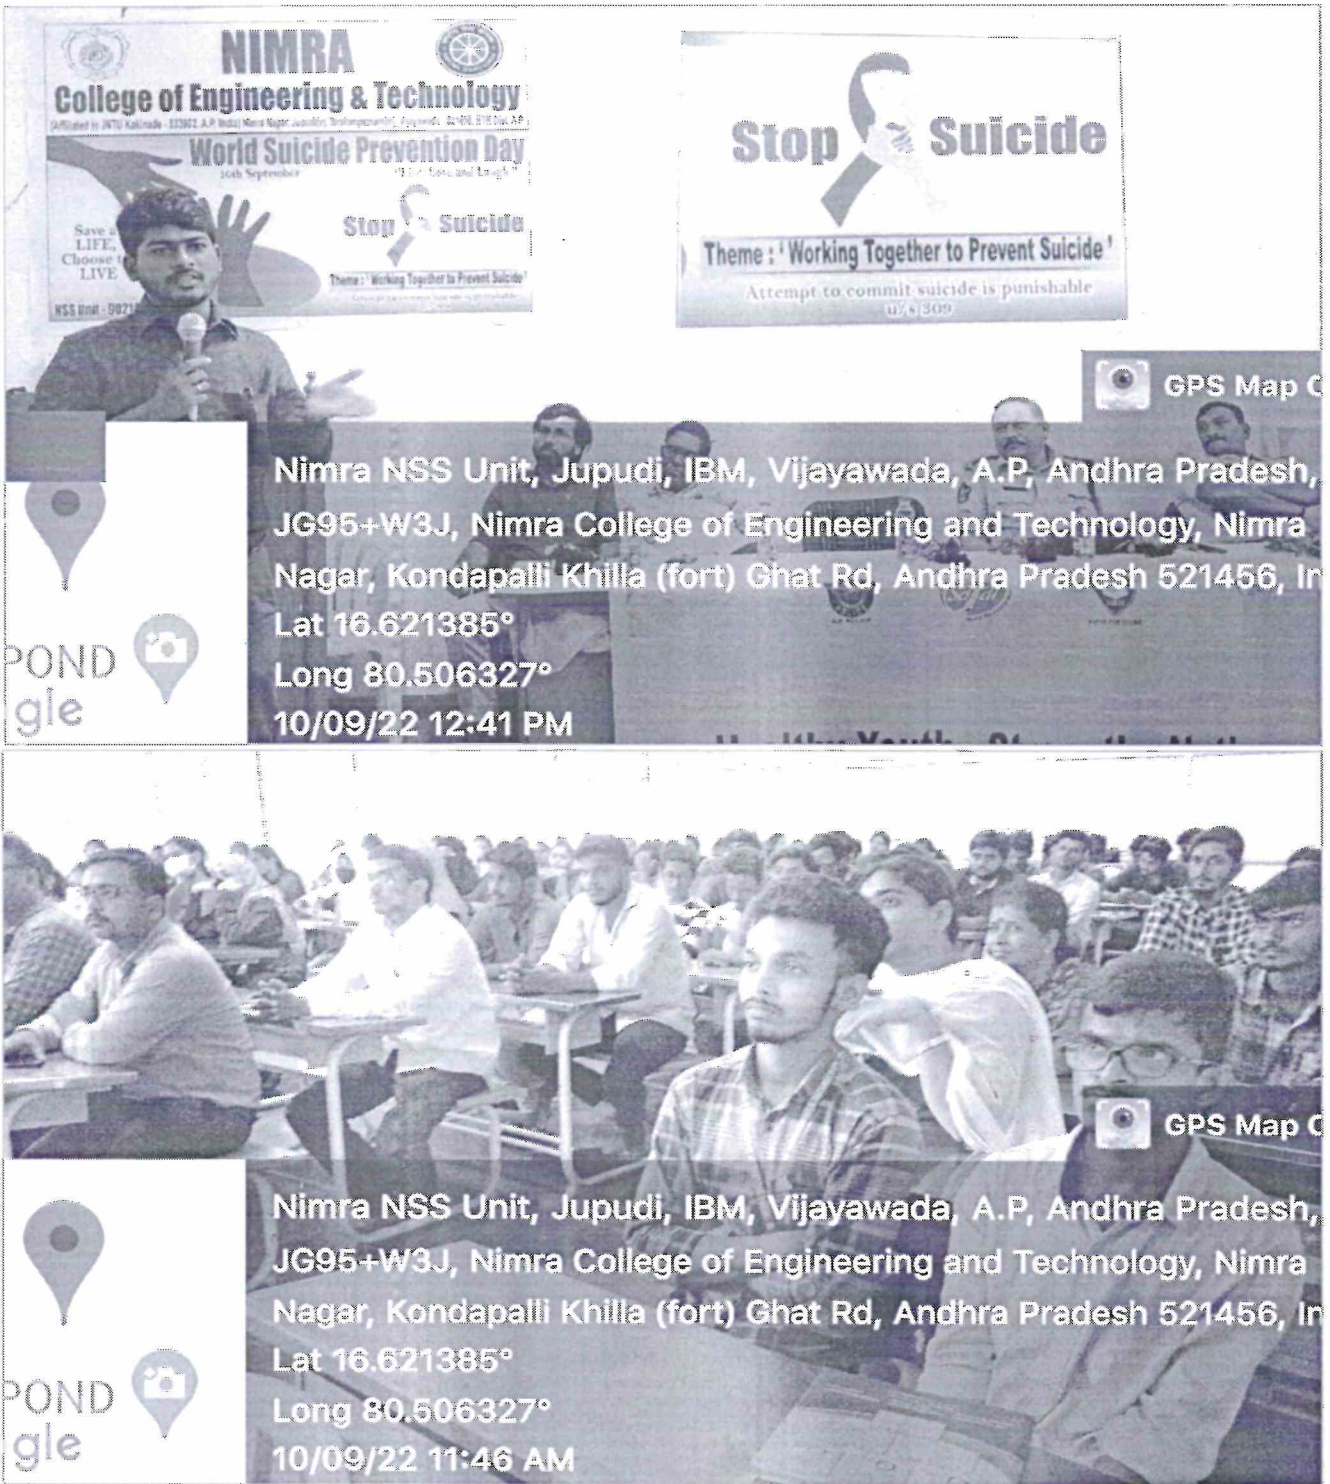 NIMRA
College of Engineering & Technology
World Suicide Prevention Day
Save a
LIFE,
Choose
LIVE
Stop Suicide
Theme : 'Working Together to Prevent Suicide'
NSS Unit -
Stop Suicide
Theme : 'Working Together to Prevent Suicide'
Attempt to commit suicide is punishable
u/s 309
GPS Map C
Nimra NSS Unit, Jupudi, IBM, Vijayawada, A.P, Andhra Pradesh,
JG95+W3J, Nimra College of Engineering and Technology, Nimra
Nagar, Kondapalli Khilla (fort) Ghat Rd, Andhra Pradesh 521456, In
Lat 16.621385°
Long 80.506327°
10/09/22 12:41 PM
POND
gle
GPS Map C
Nimra NSS Unit, Jupudi, IBM, Vijayawada, A.P, Andhra Pradesh,
JG95+W3J, Nimra College of Engineering and Technology, Nimra
Nagar, Kondapalli Khilla (fort) Ghat Rd, Andhra Pradesh 521456, In
Lat 16.621385°
Long 80.506327°
10/09/22 11:46 AM
POND
gle